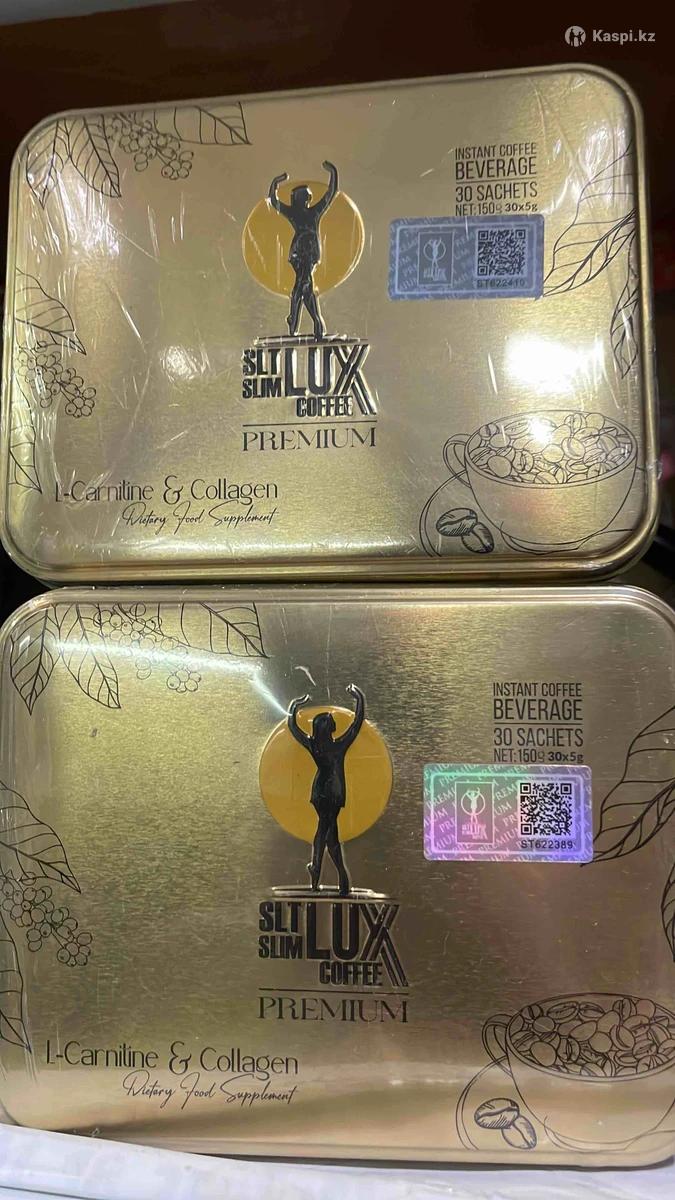 Kaspi.kz
INSTANT COFFEE
BEVERAGE
30 SACHETS
NET:150g 30x5g
ST622410
SLT
SLIM
LUX
COFFEE
PREMIUM
L-Carnitine & Collagen
Dietary Food Supplement
INSTANT COFFEE
BEVERAGE
30 SACHETS
NET:150g 30x5g
PREMIUM
ST622389
SLT
SLIM
LUX
COFFEE
PREMIUM
L-Carnitine & Collagen
Dietary Food Supplement